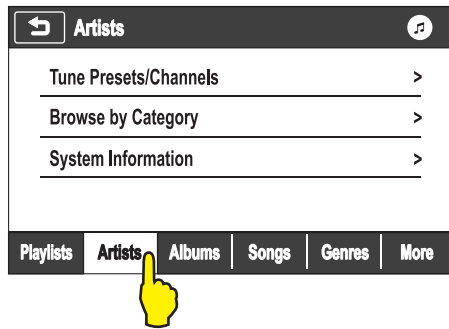 Artists
Tune Presets/Channels >
Browse by Category >
System Information >
Playlists Artists Albums Songs Genres More